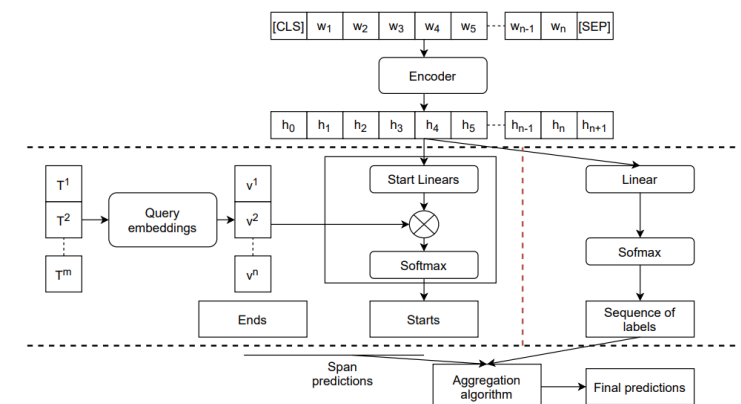 [CLS] w1 w2 w3 w4 w5 wn-1 wn [SEP]
Encoder
h0 h1 h2 h3 h4 h5 hn-1 hn hn+1
T1
T2
Tm
Query
embeddings
v1
v2
vn
Start Linears
Softmax
Linear
Sofmax
Ends
Starts
Sequence of
labels
Span
predictions
Aggregation
algorithm
Final predictions